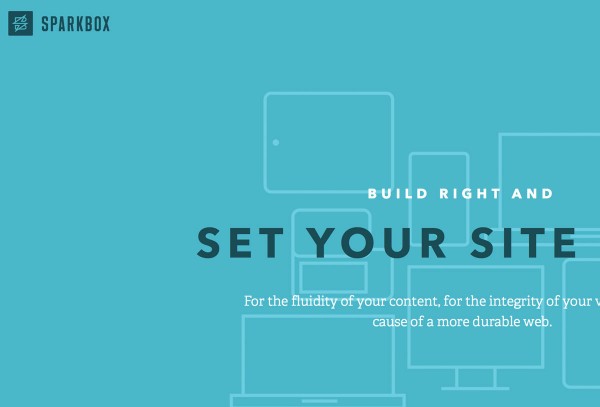 SPARKBOX
BUILD RIGHT AND
SET YOUR SITE
For the fluidity of your content, for the integrity of your
cause of a more durable web.